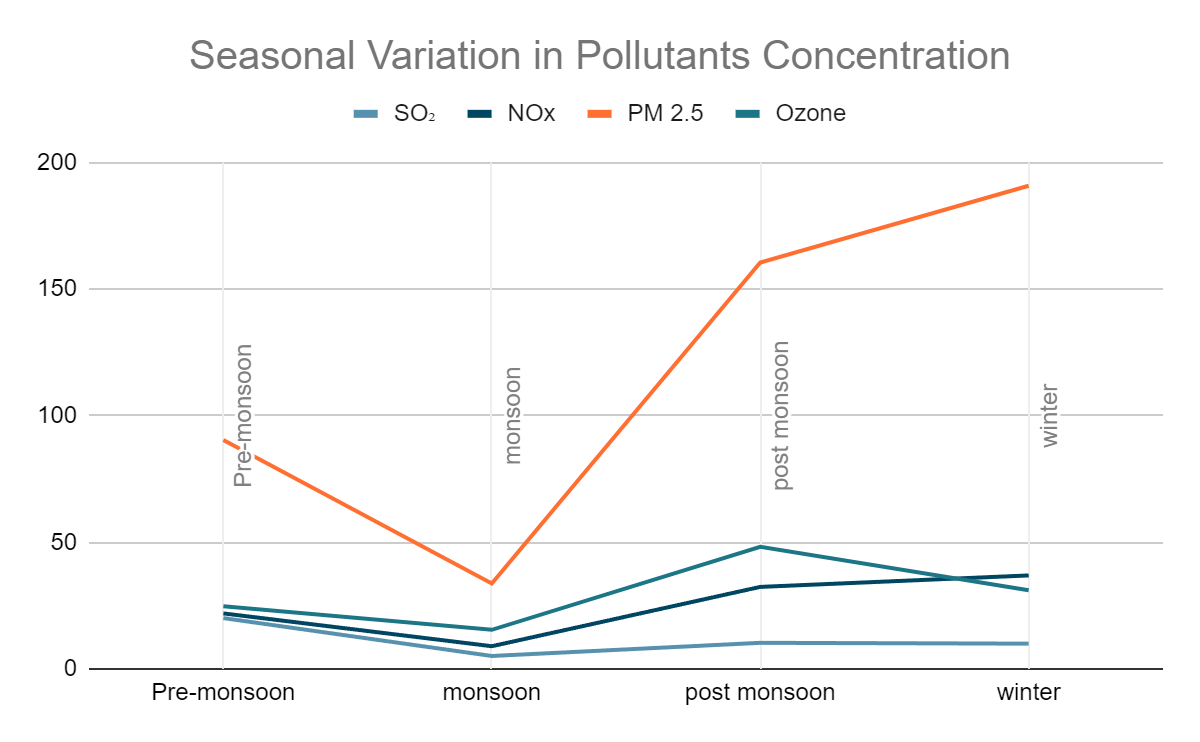 Seasonal Variation in Pollutants Concentration
SO₂ NOx PM 2.5 Ozone
200
150
100
50
0
Pre-monsoon
monsoon
post monsoon
winter
Pre-monsoon monsoon post monsoon winter